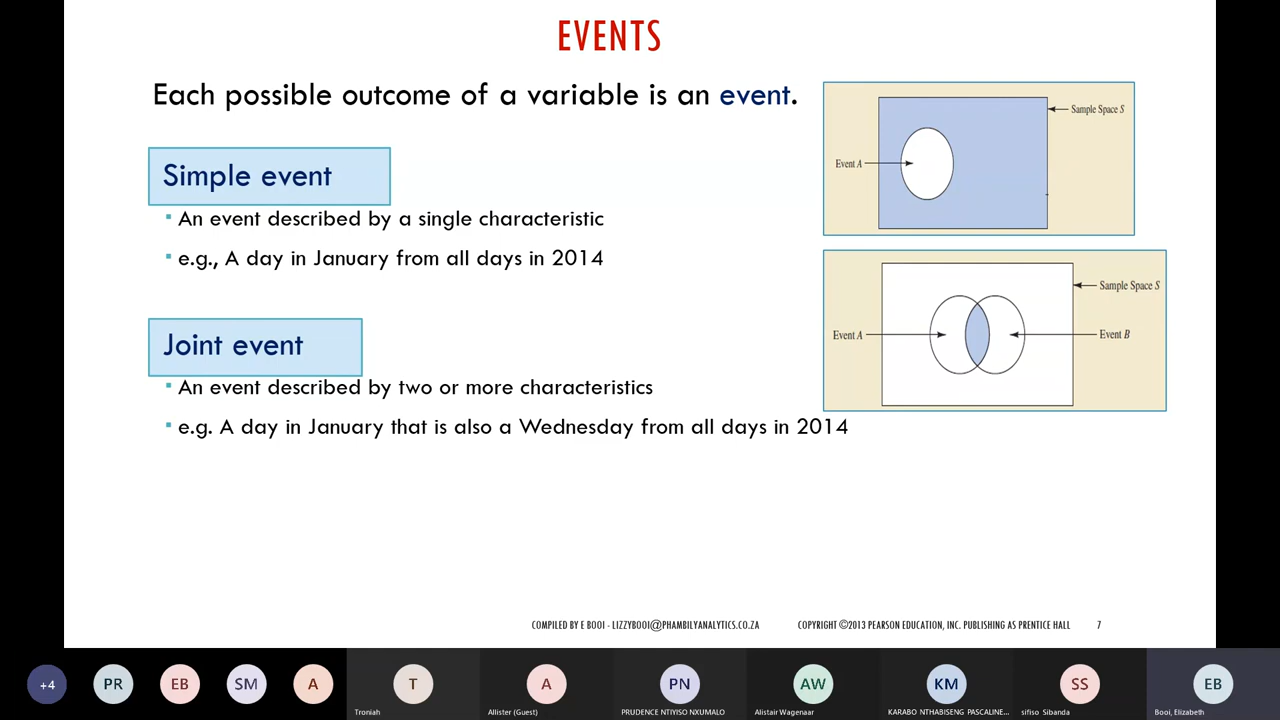 EVENTS
Each possible outcome of a variable is an event.
Simple event
An event described by a single characteristic
e.g., A day in January from all days in 2014
Joint event
An event described by two or more characteristics
e.g. A day in January that is also a Wednesday from all days in 2014
Sample Space S
Event A
Sample Space S
Event A
Event B
COMPILED BY E BOOI - LIZZYBOOI@PHAMBILYANALYTICS.CO.ZA
COPYRIGHT ©2013 PEARSON EDUCATION, INC. PUBLISHING AS PRENTICE HALL
7
+4
PR
EB
SM
A
T
Troniah
A
Allister (Guest)
PN
PRUDENCE NTIYISO NXUMALO
AW
Alistair Wagenaar
KM
KARABO NTHABISENG PASCALINE...
SS
sifiso Sibanda
EB
Booi, Elizabeth